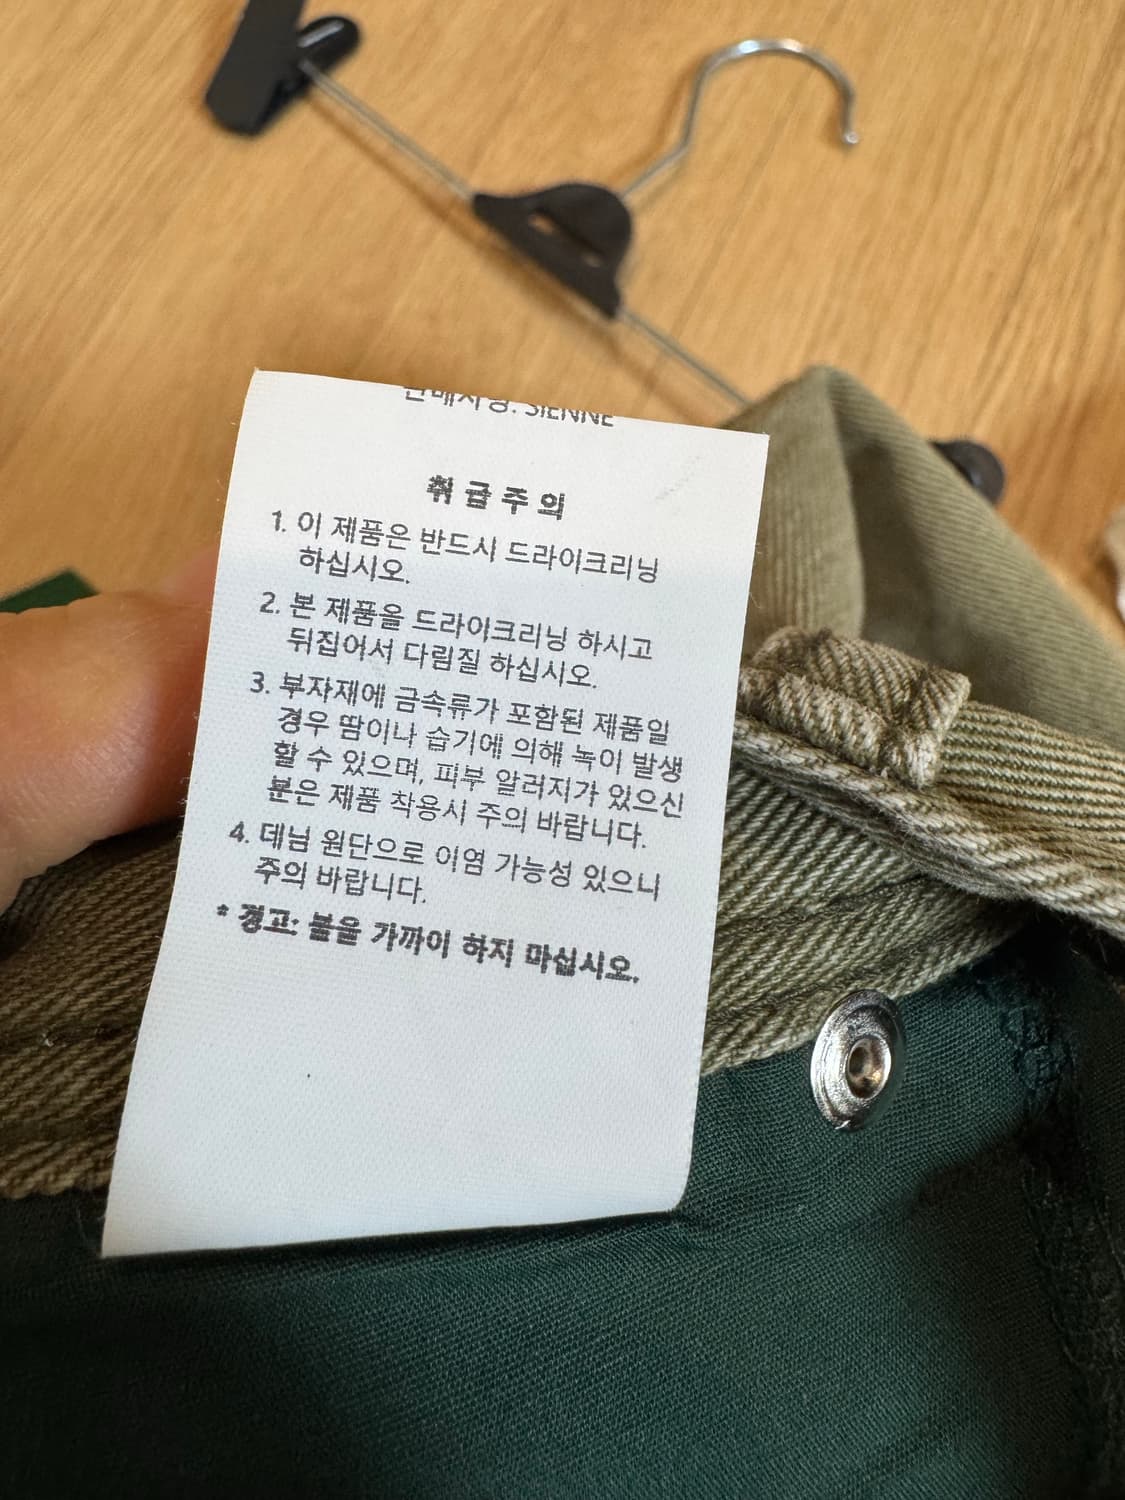 판매사명: SIENNE
취급주의
1. 이 제품은 반드시 드라이크리닝
하십시오.
2. 본 제품을 드라이크리닝 하시고
뒤집어서 다림질 하십시오.
3. 부자재에 금속류가 포함된 제품일
경우 땀이나 습기에 의해 녹이 발생
할 수 있으며, 피부 알러지가 있으신
분은 제품 착용시 주의 바랍니다.
4. 데님 원단으로 이염 가능성 있으니
주의 바랍니다.
* 경고: 불을 가까이 하지 마십시오.